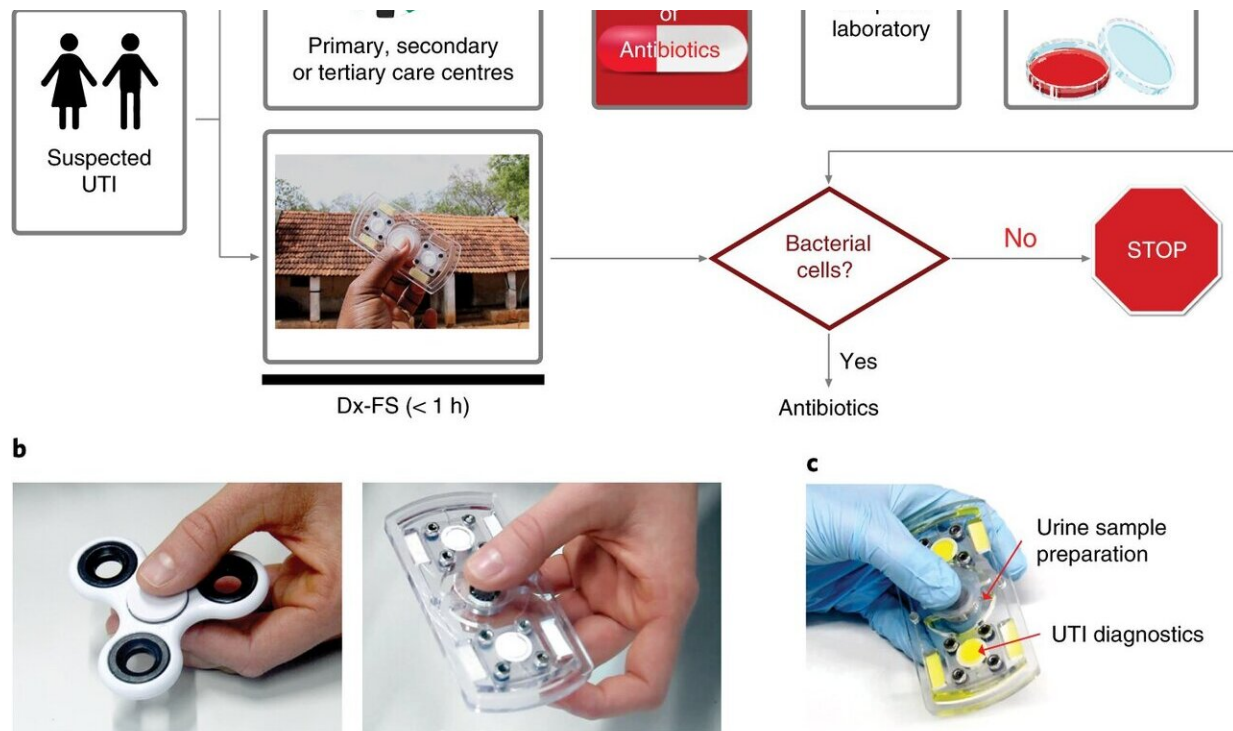 Primary, secondary
or tertiary care centres
of
Antibiotics
laboratory
Suspected
UTI
Bacterial
cells?
No
STOP
Yes
Antibiotics
Dx-FS (< 1 h)
b
c
Urine sample
preparation
UTI diagnostics